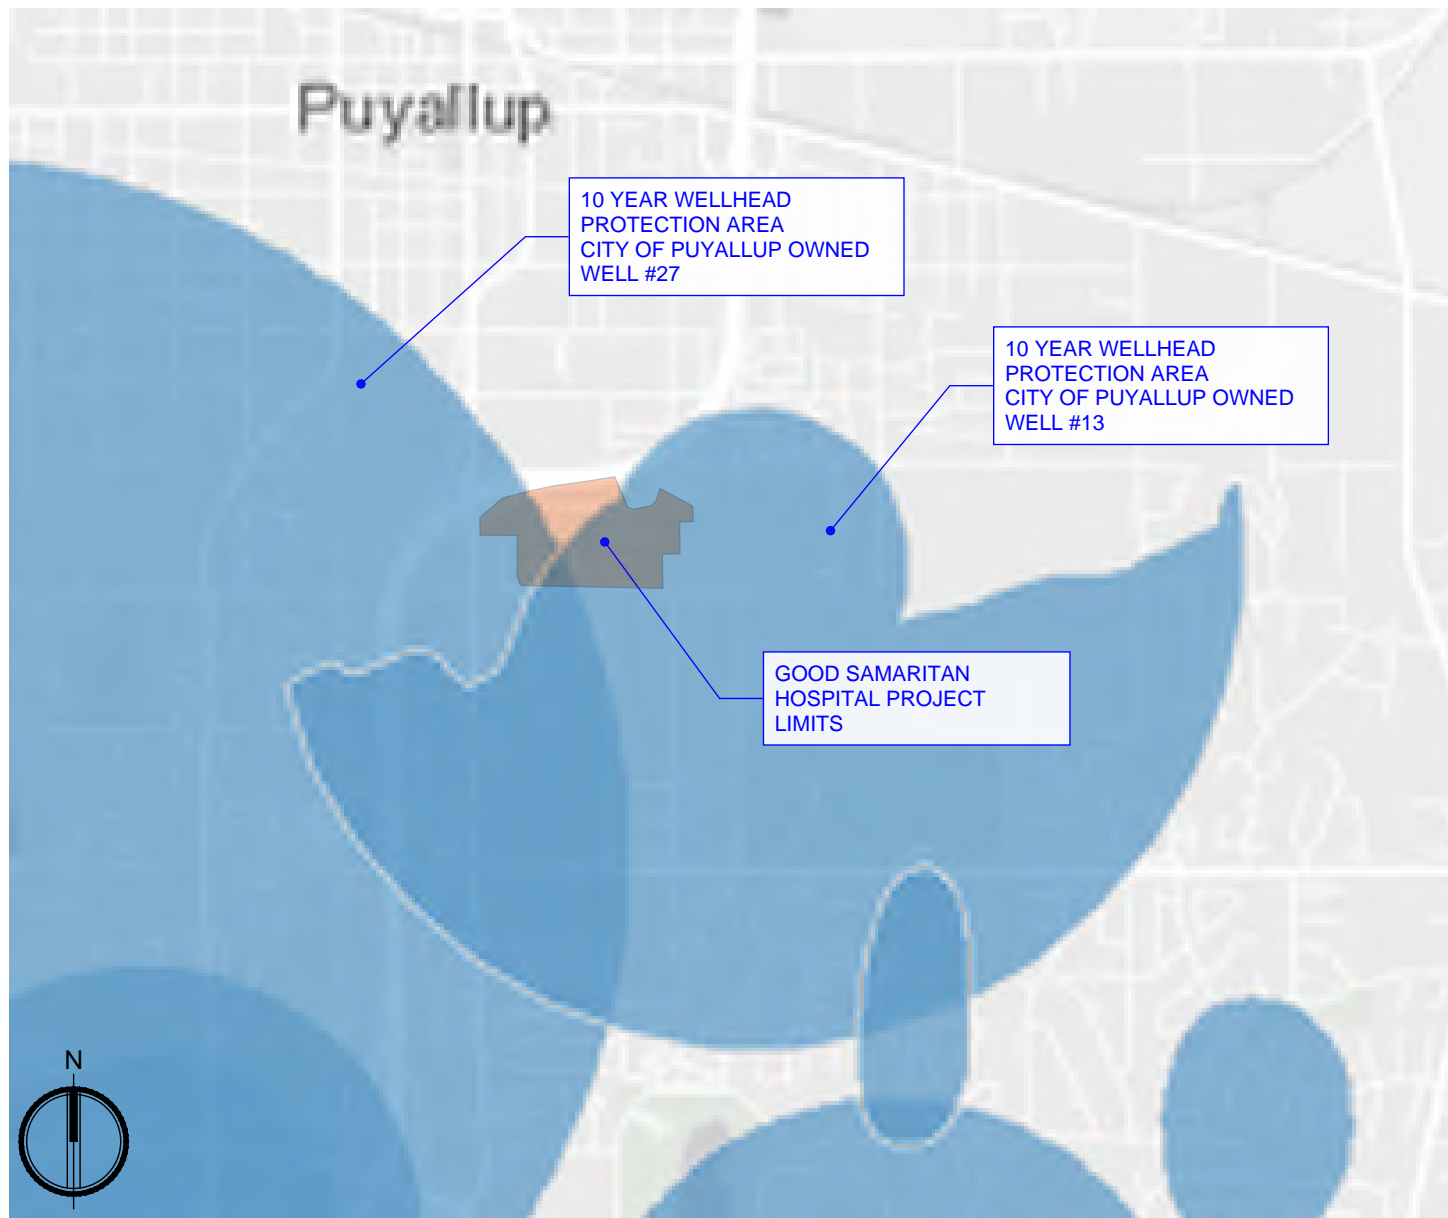 Puyallup
10 YEAR WELLHEAD
PROTECTION AREA
CITY OF PUYALLUP OWNED
WELL #27
10 YEAR WELLHEAD
PROTECTION AREA
CITY OF PUYALLUP OWNED
WELL #13
GOOD SAMARITAN
HOSPITAL PROJECT
LIMITS
N